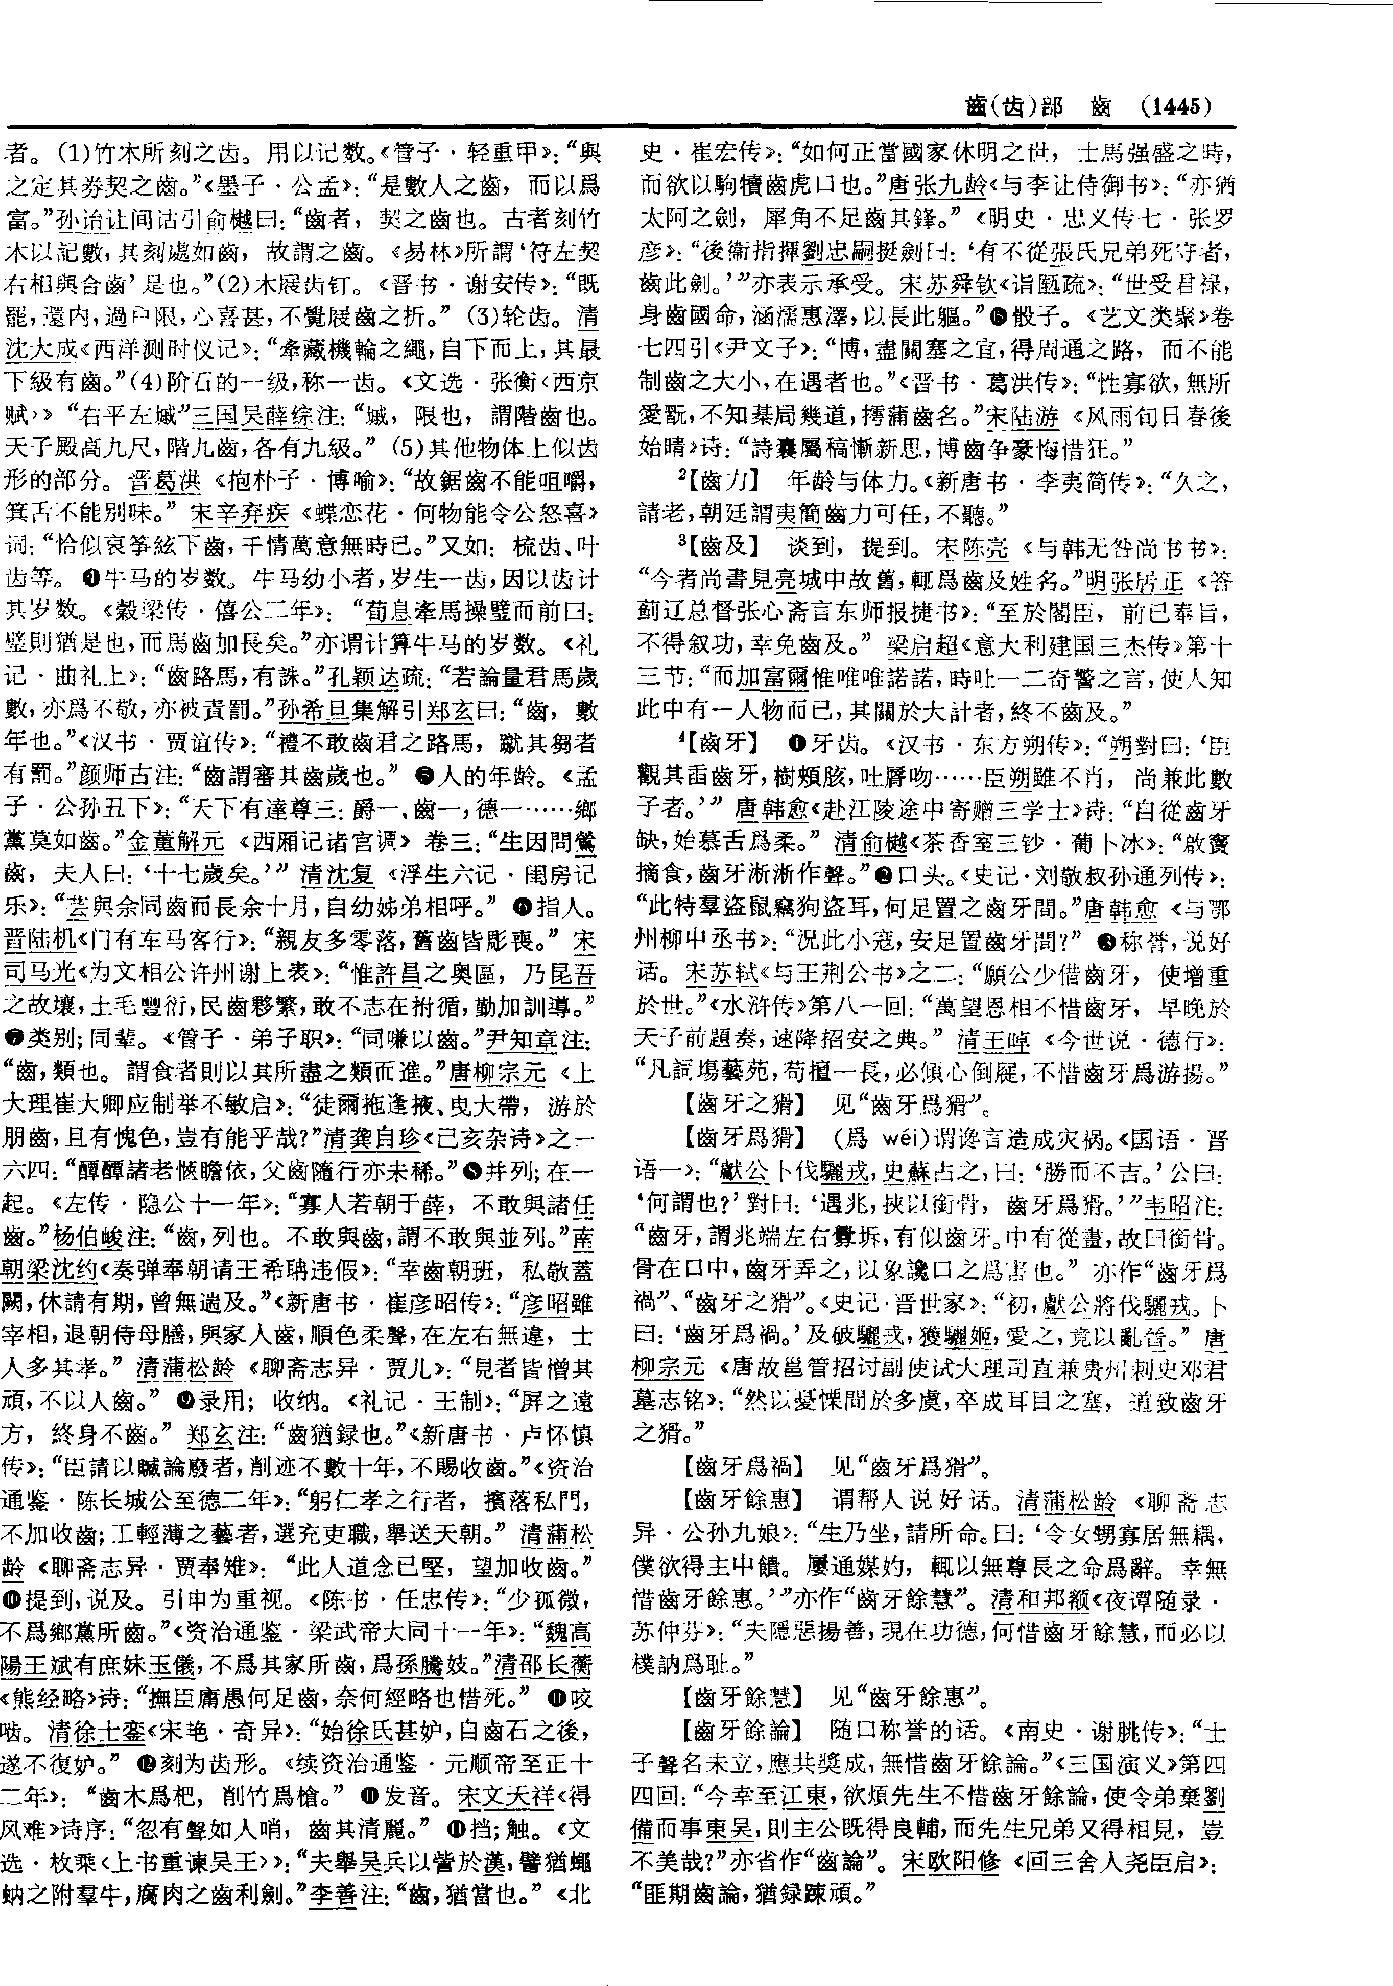 齒(齿)部　齒　(1445)
者。(1)竹木所刻之齿。用以记数。《管子·轻重甲》：“與
之定其券契之齒。”《墨子·公孟》：“是數人之齒，而以爲
富。”孙诒让间诂引俞樾曰：“齒者，契之齒也。古者刻竹
木以記數，其刻處如齒，故謂之齒。《易林》所謂‘符左契
右相與合齒’是也。”(2)木屐齿钉。《晋书·谢安传》：“既
罷，還内，過户限，心喜甚，不覺屐齒之折。”(3)轮齿。清
沈大成《西洋测时仪记》：“牽藏機輪之繩，自下而上，其最
下級有齒。”(4)阶石的一级，称一齿。《文选·张衡〈西京
赋〉》“右平左墄”三国吴薛综注：“墄，限也，謂階齒也。
天子殿高九尺，階九齒，各有九級。”(5)其他物体上似齿
形的部分。晋葛洪《抱朴子·博喻》：“故鋸齒不能咀嚼，
箕舌不能别味。”宋辛弃疾《蝶恋花·何物能令公怒喜》
词：“恰似哀筝絃下齒，千情萬意無時已。”又如：梳齿、叶
齿等。❹牛马的岁数。牛马幼小者，岁生一齿，因以齿计
其岁数。《穀梁传·僖公二年》：“荀息牽馬操璧而前曰：
璧則猶是也，而馬齒加長矣。”亦谓计算牛马的岁数。《礼
记·曲礼上》：“齒路馬，有誅。”孔颖达疏：“若論量君馬歲
數，亦爲不敬，亦被責罰。”孙希旦集解引郑玄曰：“齒，數
年也。”《汉书·贾谊传》：“禮不敢齒君之路馬，蹴其芻者
有罰。”颜师古注：“齒謂審其齒歲也。”❺人的年龄。《孟
子·公孙丑下》：“天下有達尊三：爵一、齒一，德一……鄉
黨莫如齒。”金董解元《西厢记诸宫调》卷三：“生因問鶯
齒，夫人曰：‘十七歲矣。’”清沈复《浮生六记·闺房记
乐》：“芸與余同齒而長余十月，自幼姊弟相呼。”❻指人。
晋陆机《门有车马客行》：“親友多零落，舊齒皆彫喪。”宋
司马光《为文相公许州谢上表》：“惟許昌之奥區，乃昆吾
之故壤，土毛豐衍，民齒夥繁，敢不志在拊循，勤加訓導。”
❼类别；同辈。《管子·弟子职》：“同嗛以齒。”尹知章注：
“齒，類也。謂食者則以其所盡之類而進。”唐柳宗元《上
大理崔大卿应制举不敏启》：“徒爾拖逢掖、曳大帶，游於
朋齒，且有愧色，豈有能乎哉？”清龚自珍《己亥杂诗》之一
六四：“醰醰諸老愜瞻依，父齒隨行亦未稀。”❽并列；在一
起。《左传·隐公十一年》：“寡人若朝于薛，不敢與諸任
齒。”杨伯峻注：“齒，列也。不敢與齒，謂不敢與並列。”南
朝梁沈约《奏弹奉朝请王希聃违假》：“幸齒朝班，私敬蓋
闕，休請有期，曾無遄及。”《新唐书·崔彦昭传》：“彦昭雖
宰相，退朝侍母膳，與家人齒，順色柔聲，在左右無違，士
人多其孝。”清蒲松龄《聊斋志异·贾儿》：“見者皆憎其
頑，不以人齒。”❾录用；收纳。《礼记·王制》：“屏之遠
方，終身不齒。”郑玄注：“齒猶録也。”《新唐书·卢怀慎
传》：“臣請以贓論廢者，削迹不數十年，不賜收齒。”《资治
通鉴·陈长城公至德二年》：“躬仁孝之行者，擯落私門，
不加收齒；工輕薄之藝者，選充吏職，舉送天朝。”清蒲松
龄《聊斋志异·贾奉雉》：“此人道念已堅，望加收齒。”
❿提到，说及。引申为重视。《陈书·任忠传》：“少孤微，
不爲鄉黨所齒。”《资治通鉴·梁武帝大同十一年》：“魏高
陽王斌有庶妹玉儀，不爲其家所齒，爲孫騰妓。”清邵长蘅
《熊经略》诗：“撫臣庸愚何足齒，奈何經略也惜死。”⓫咬
啮。清徐士銮《宋艳·奇异》：“始徐氏甚妒，自齒石之後，
遂不復妒。”⓬刻为齿形。《续资治通鉴·元顺帝至正十
二年》：“齒木爲杷，削竹爲槍。”⓭发音。宋文天祥《得
风难》诗序：“忽有聲如人哨，齒其清麗。”⓮挡；触。《文
选·枚乘〈上书重谏吴王〉》：“夫舉吴兵以訾於漢，譬猶蠅
蚋之附羣牛，腐肉之齒利劍。”李善注：“齒，猶當也。”《北
史·崔宏传》：“如何正當國家休明之世，士馬强盛之時，
而欲以駒犢齒虎口也。”唐张九龄《与李让侍御书》：“亦猶
太阿之劍，犀角不足齒其鋒。”《明史·忠义传七·张罗
彦》：“後衛指揮劉忠嗣挺劍曰：‘有不從張氏兄弟死守者，
齒此劍。’”亦表示承受。宋苏舜钦《诣匦疏》：“世受君禄，
身齒國命，涵濡惠澤，以長此軀。”⓯骰子。《艺文类聚》卷
七四引《尹文子》：“博，盡關塞之宜，得周通之路，而不能
制齒之大小，在遇者也。”《晋书·葛洪传》：“性寡欲，無所
愛翫，不知棊局幾道，摴蒲齒名。”宋陆游《风雨旬日春後
始晴》诗：“詩囊屬稿慚新思，博齒争豪悔惜狂。”
²【齒力】　年龄与体力。《新唐书·李夷简传》：“久之，
請老，朝廷謂夷簡齒力可任，不聽。”
³【齒及】　谈到，提到。宋陈亮《与韩无咎尚书书》：
“今者尚書見亮城中故舊，輒爲齒及姓名。”明张居正《答
蓟辽总督张心斋言东师报捷书》：“至於閣臣，前已奉旨，
不得叙功，幸免齒及。”梁启超《意大利建国三杰传》第十
三节：“而加富爾惟唯唯諾諾，時吐一二奇警之言，使人知
此中有一人物而已，其關於大計者，終不齒及。”
⁴【齒牙】　❶牙齿。《汉书·东方朔传》：“朔對曰：‘臣
觀其臿齒牙，樹頰胲，吐脣吻……臣朔雖不肖，尚兼此數
子者。’”唐韩愈《赴江陵途中寄赠三学士》诗：“自從齒牙
缺，始慕舌爲柔。”清俞樾《茶香室三钞·葡卜冰》：“啟竇
摘食，齒牙淅淅作聲。”❷口头。《史记·刘敬叔孙通列传》：
“此特羣盗鼠竊狗盗耳，何足置之齒牙間。”唐韩愈《与鄂
州柳中丞书》：“況此小寇，安足置齒牙間？”❸称誉，说好
话。宋苏轼《与王荆公书》之二：“願公少借齒牙，使增重
於世。”《水浒传》第八一回：“萬望恩相不惜齒牙，早晚於
天子前題奏，速降招安之典。”清王晫《今世说·德行》：
“凡詞塲藝苑，苟擅一長，必傾心倒屣，不惜齒牙爲游揚。”
【齒牙之猾】　见“齒牙爲猾”。
【齒牙爲猾】　(爲 wéi)谓谗言造成灾祸。《国语·晋
语一》：“獻公卜伐驪戎，史蘇占之，曰：‘勝而不吉。’公曰：
‘何謂也？’對曰：‘遇兆，挾以銜骨，齒牙爲猾。’”韦昭注：
“齒牙，謂兆端左右釁坼，有似齒牙。中有從畫，故曰銜骨。
骨在口中，齒牙弄之，以象讒口之爲害也。”亦作“齒牙爲
禍”、“齒牙之猾”。《史记·晋世家》：“初，獻公將伐驪戎。卜
曰：‘齒牙爲禍。’及破驪戎，獲驪姬，愛之，竟以亂晉。”唐
柳宗元《唐故邕管招讨副使试大理司直兼贵州刺史邓君
墓志铭》：“然以憂慄間於多虞，卒成耳目之塞，道致齒牙
之猾。”
【齒牙爲禍】　见“齒牙爲猾”。
【齒牙餘惠】　谓帮人说好话。清蒲松龄《聊斋志
异·公孙九娘》：“生乃坐，請所命。曰：‘令女甥寡居無耦，
僕欲得主中饋。屢通媒妁，輒以無尊長之命爲辭。幸無
惜齒牙餘惠。’”亦作“齒牙餘慧”。清和邦额《夜谭随录·
苏仲芬》：“夫隱惡揚善，現在功德，何惜齒牙餘慧，而必以
樸訥爲耻。”
【齒牙餘慧】　见“齒牙餘惠”。
【齒牙餘論】　随口称誉的话。《南史·谢朓传》：“士
子聲名未立，應共奬成，無惜齒牙餘論。”《三国演义》第四
四回：“今幸至江東，欲煩先生不惜齒牙餘論，使令弟棄劉
備而事東吴，則主公既得良輔，而先生兄弟又得相見，豈
不美哉？”亦省作“齒論”。宋欧阳修《回三舍人尧臣启》：
“匪期齒論，猶録踈頑。”